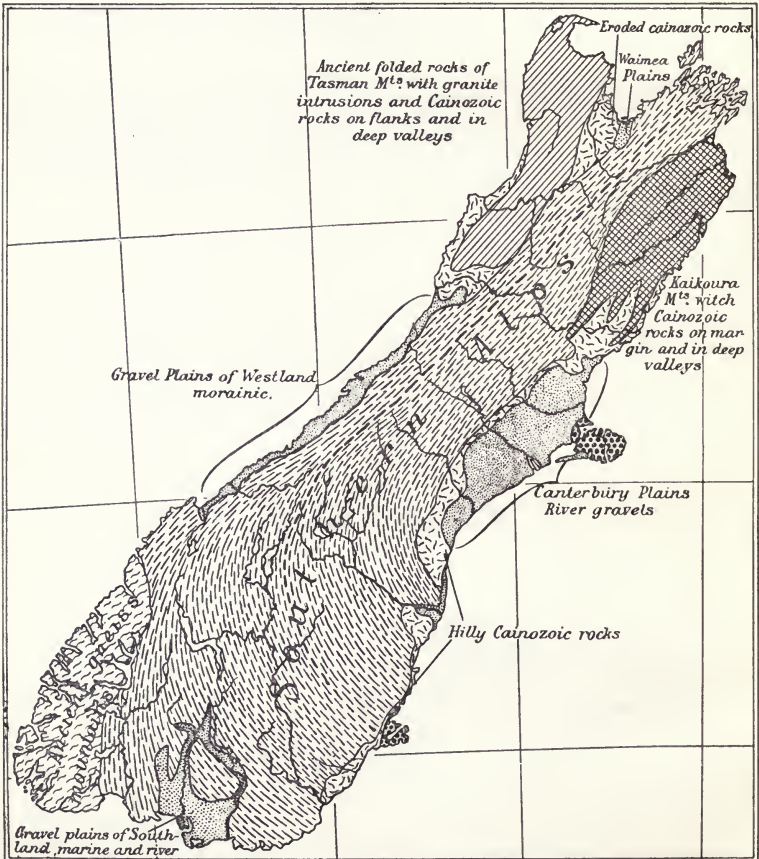 Eroded cainozoic rocks
Waimea
Plains
Ancient folded rocks of
Tasman Mts. with granite
intrusions and Cainozoic
rocks on flanks and in
deep valleys
Kaikoura
Mts. witch
Cainozoic
rocks on mar-
gin and in deep
valleys
Gravel Plains of Westland
morainic.
Southern Alps
Canterbury Plains
River gravels
Hilly Cainozoic rocks
gneiss
Gravel plains of South-
land, marine and river